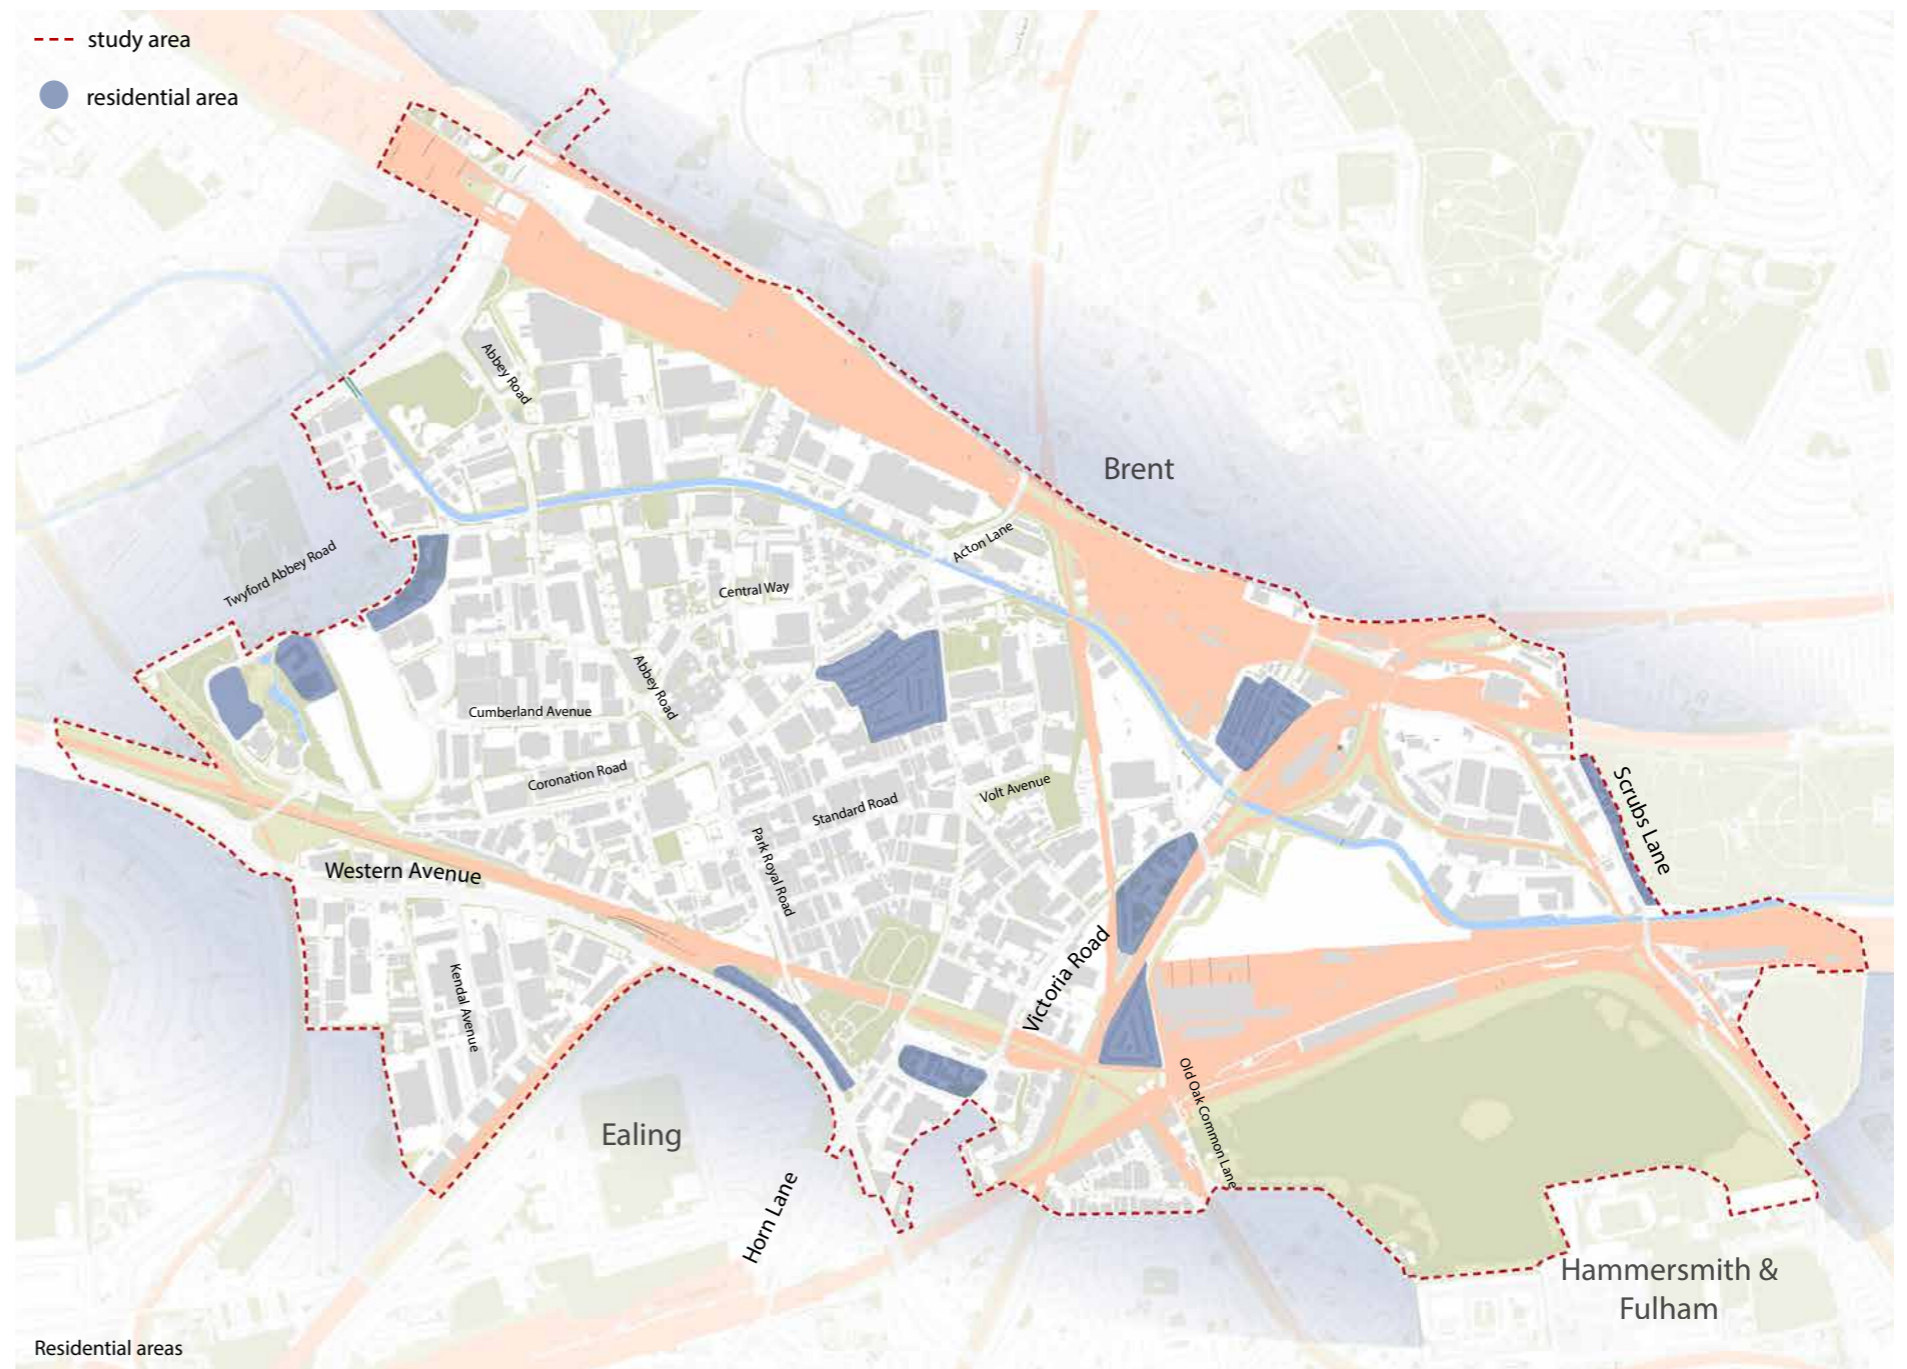 study area
residential area
Abbey Road
Brent
Acton Lane
Twyford Abbey Road
Central Way
Abbey Road
Cumberland Avenue
Coronation Road
Volt Avenue
Standard Road
Scrubs Lane
Park Royal Road
Western Avenue
Victoria Road
Kendal Avenue
Old Oak Common Lane
Ealing
Horn Lane
Hammersmith &
Fulham
Residential areas